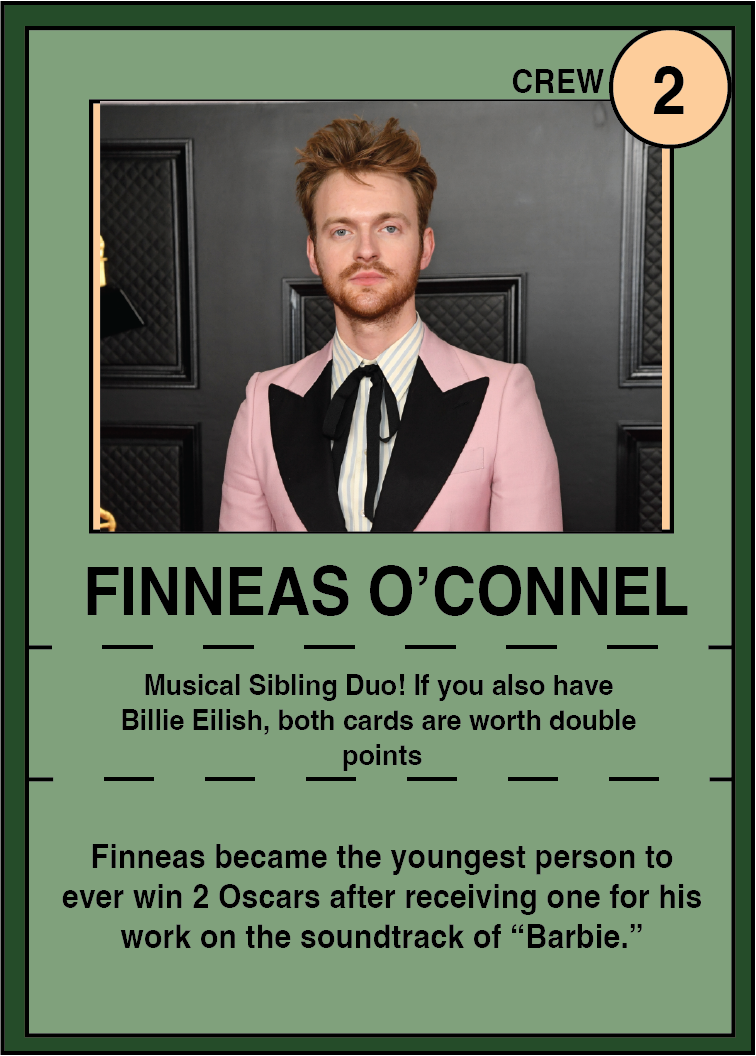 CREW 2
FINNEAS O’CONNEL
Musical Sibling Duo! If you also have
Billie Eilish, both cards are worth double
points
Finneas became the youngest person to
ever win 2 Oscars after receiving one for his
work on the soundtrack of “Barbie.”